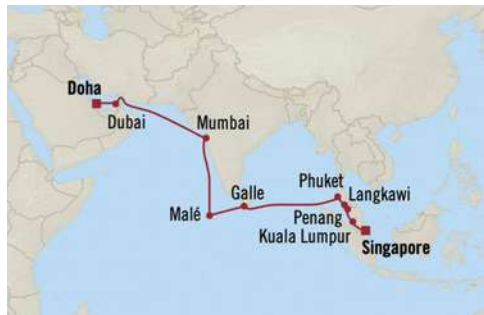 Doha
Dubai
Mumbai
Malé
Galle
Phuket
Langkawi
Penang
Kuala Lumpur
Singapore